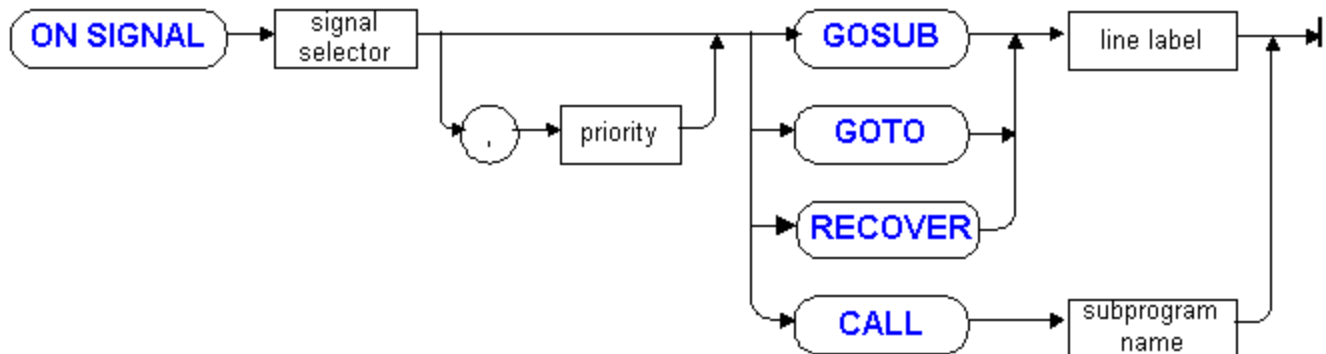 ON SIGNAL
signal
selector
,
priority
GOSUB
GOTO
RECOVER
CALL
line label
subprogram
name